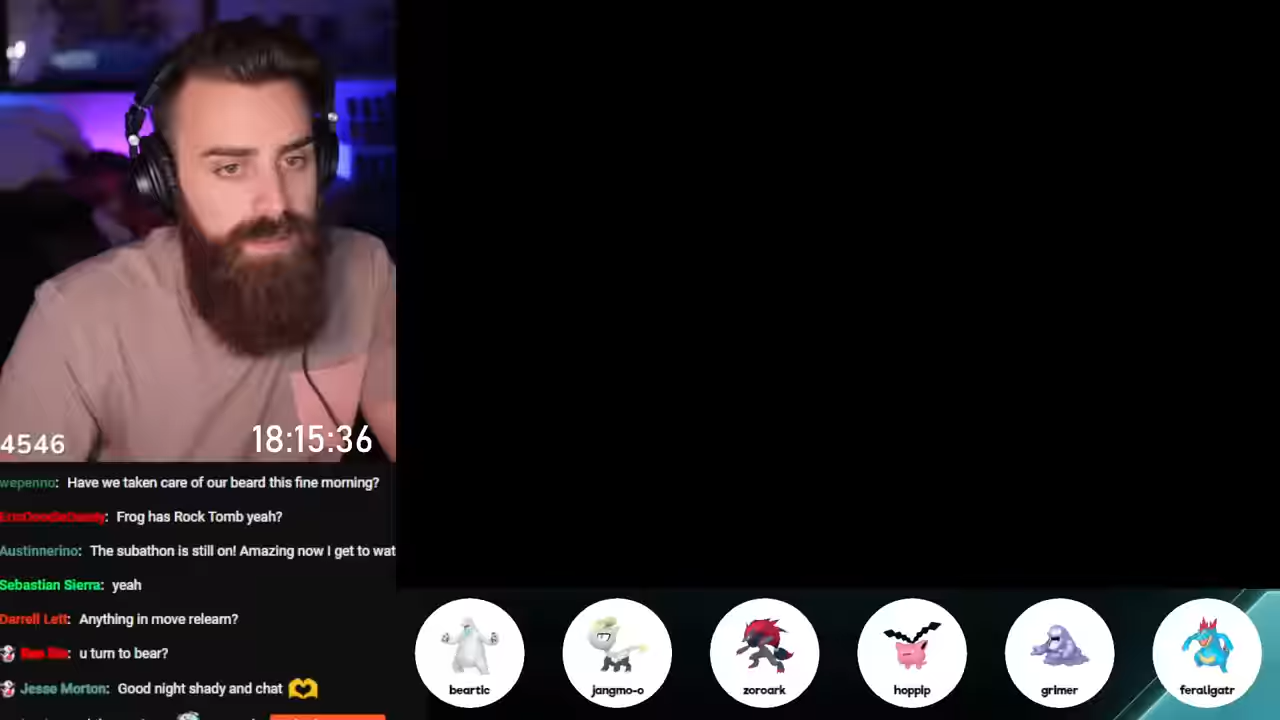 4546
18:15:36
wepenno: Have we taken care of our beard this fine morning?
Frog has Rock Tomb yeah?
Austinnerino: The subathon is still on! Amazing now I get to wat
Sebastian Sierra: yeah
Darrell Lett: Anything in move relearn?
u turn to bear?
Jesse Morton: Good night shady and chat
beartic
jangmo-o
zoroark
hoppip
grimer
feraligatr